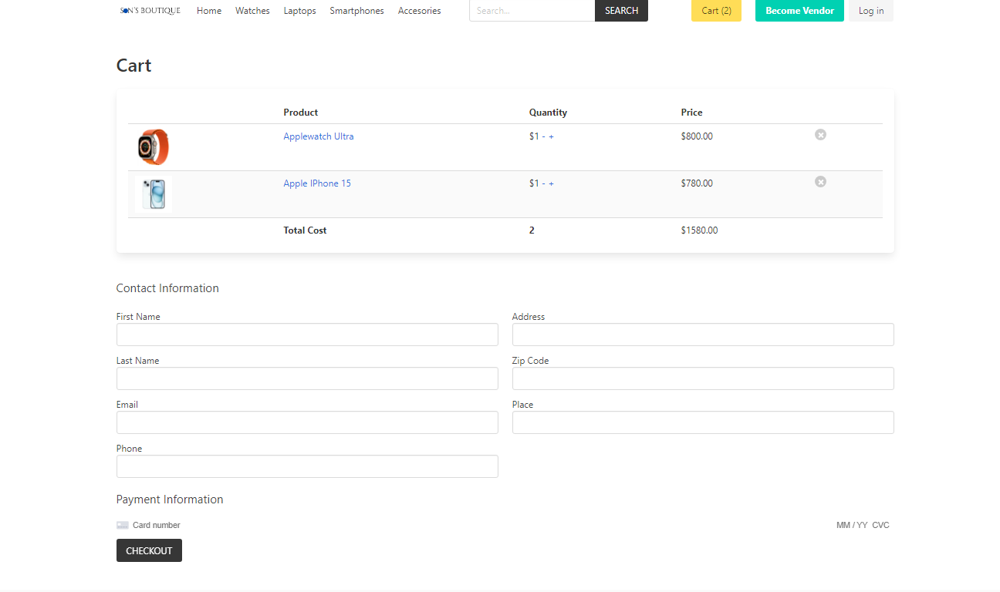 SON'S BOUTIQUE Home Watches Laptops Smartphones Accesories Search... SEARCH Cart (2) Become Vendor Log in
Cart
Product Quantity Price
Applewatch Ultra $1 - + $800.00
Apple IPhone 15 $1 - + $780.00
Total Cost 2 $1580.00
Contact Information
First Name Address
Last Name Zip Code
Email Place
Phone
Payment Information
Card number MM / YY CVC
CHECKOUT